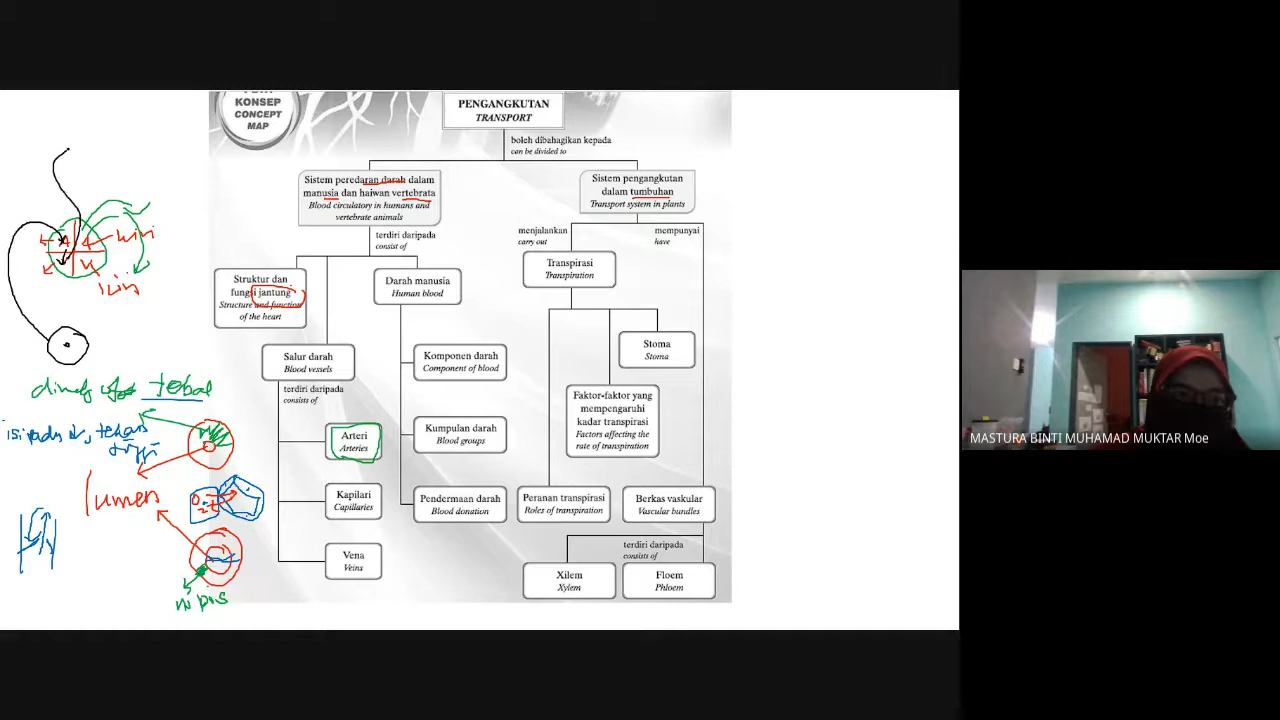 KONSEP
CONCEPT
MAP
PENGANGKUTAN
TRANSPORT
boleh dibahagikan kepada
can be divided to
Sistem peredaran darah dalam
manusia dan haiwan vertebrata
Blood circulatory in humans and
vertebrate animals
Sistem pengangkutan
dalam tumbuhan
Transport system in plants
terdiri daripada
consist of
menjalankan
carry out
mempunyai
have
Struktur dan
fungsi jantung
Structure and function
of the heart
Darah manusia
Human blood
Transpirasi
Transpiration
Salur darah
Blood vessels
Komponen darah
Component of blood
Stoma
Stoma
terdiri daripada
consists of
Faktor-faktor yang
mempengaruhi
kadar transpirasi
Factors affecting the
rate of transpiration
Arteri
Arteries
Kumpulan darah
Blood groups
Kapilari
Capillaries
Pendermaan darah
Blood donation
Peranan transpirasi
Roles of transpiration
Berkas vaskular
Vascular bundles
Vena
Veins
terdiri daripada
consists of
Xilem
Xylem
Floem
Phloem
tebal
lumen
nipis
MASTURA BINTI MUHAMAD MUKTAR Moe